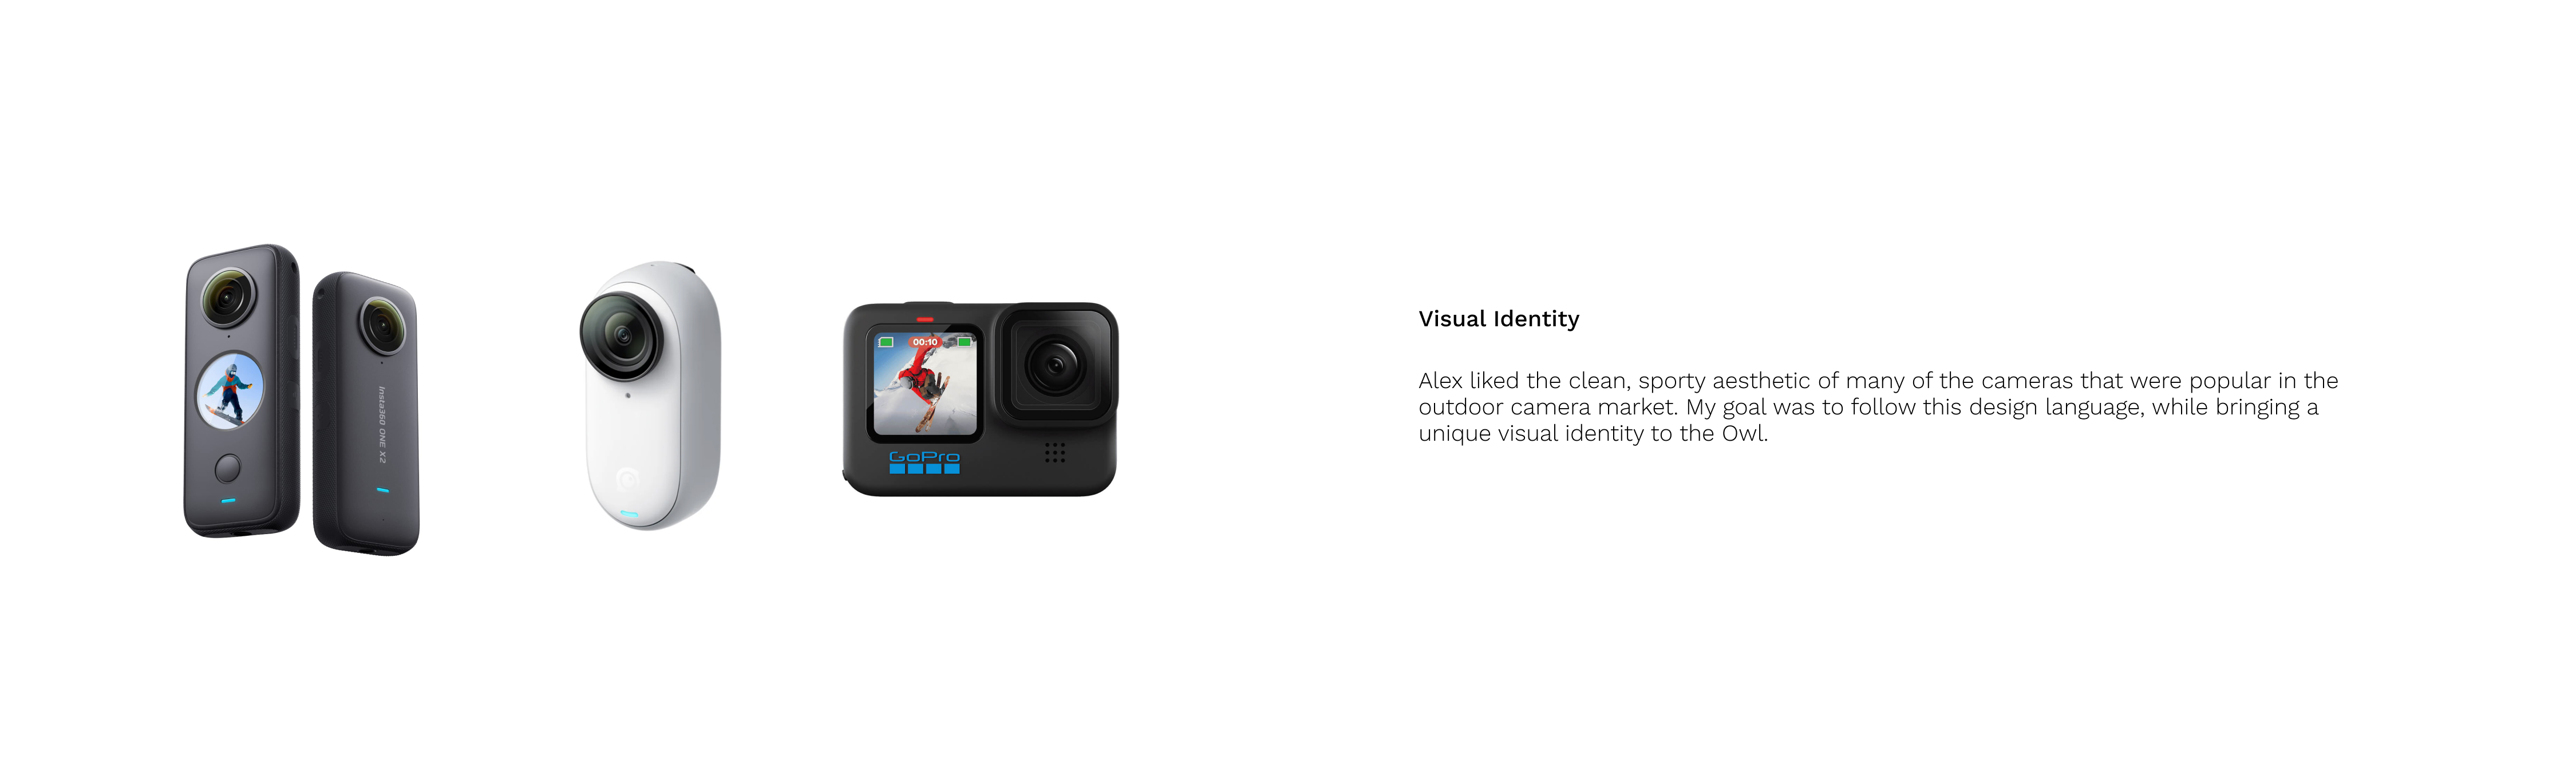 Insta360 ONE X2
00:10
GoPro
Visual Identity
Alex liked the clean, sporty aesthetic of many of the cameras that were popular in the
outdoor camera market. My goal was to follow this design language, while bringing a
unique visual identity to the Owl.